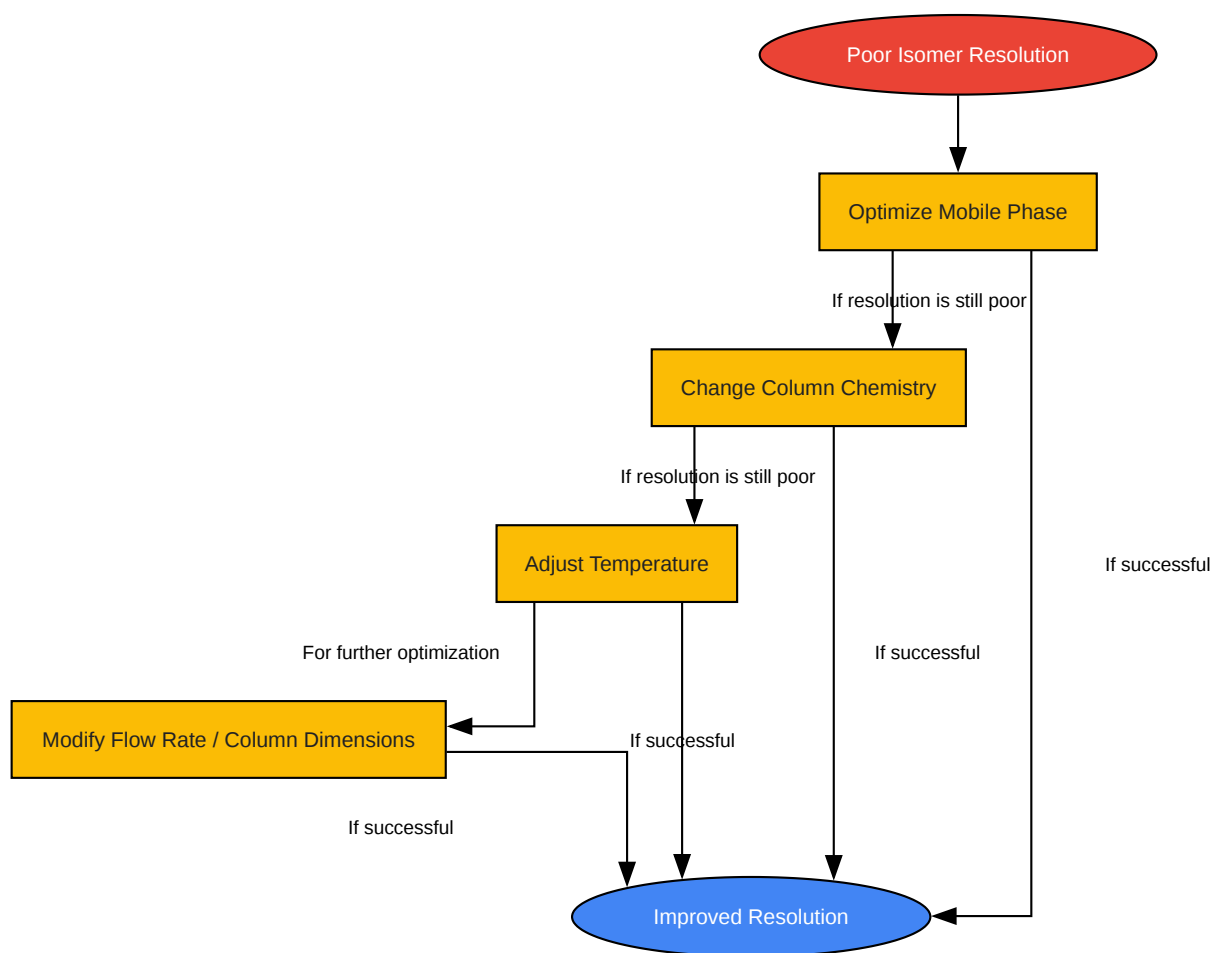 Poor Isomer Resolution
Optimize Mobile Phase
If resolution is still poor
Change Column Chemistry
If resolution is still poor
Adjust Temperature
If successful
For further optimization
If successful
Modify Flow Rate / Column Dimensions
If successful
If successful
Improved Resolution